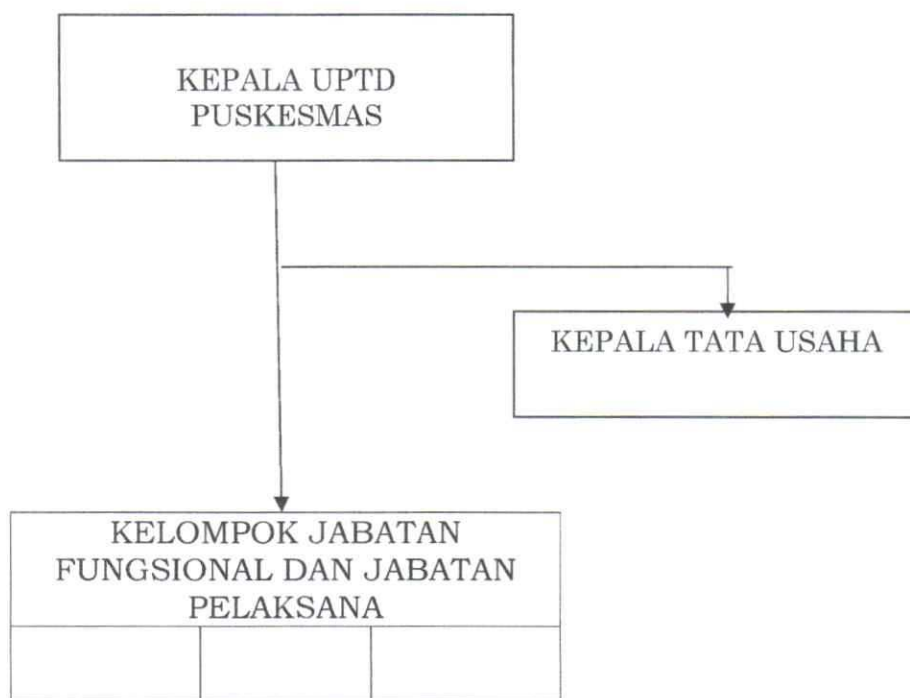 KEPALA UPTD
PUSKESMAS
KEPALA TATA USAHA
KELOMPOK JABATAN
FUNGSIONAL DAN JABATAN
PELAKSANA